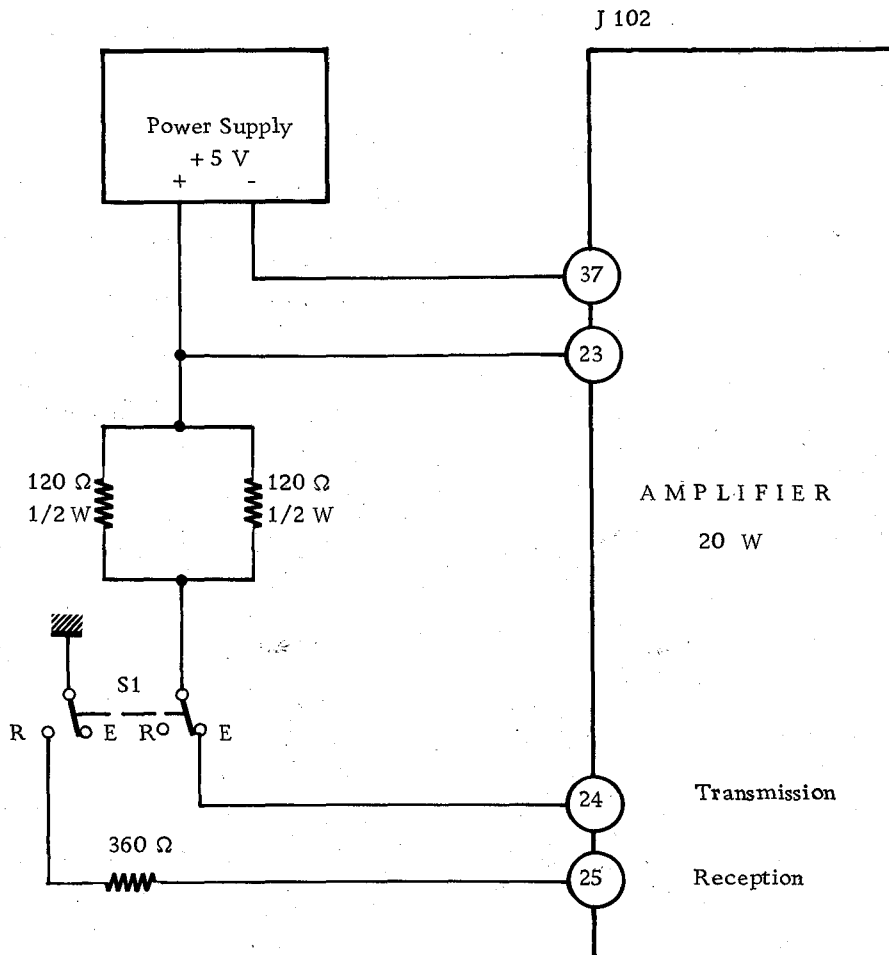 J 102
Power Supply
+ 5 V
+ -
37
23
120 Ω
1/2 W
120 Ω
1/2 W
AMPLIFIER
20 W
S1
R E R E
24
Transmission
360 Ω
25
Reception